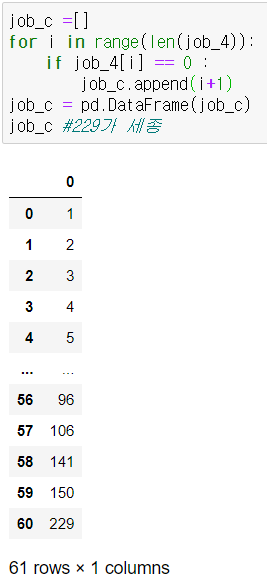 job_c =[]
for i in range(len(job_4)):
    if job_4[i] == 0 :
        job_c.append(i+1)
job_c = pd.DataFrame(job_c)
job_c #229가 세종
0
0 1
1 2
2 3
3 4
4 5
... ...
56 96
57 106
58 141
59 150
60 229
61 rows × 1 columns